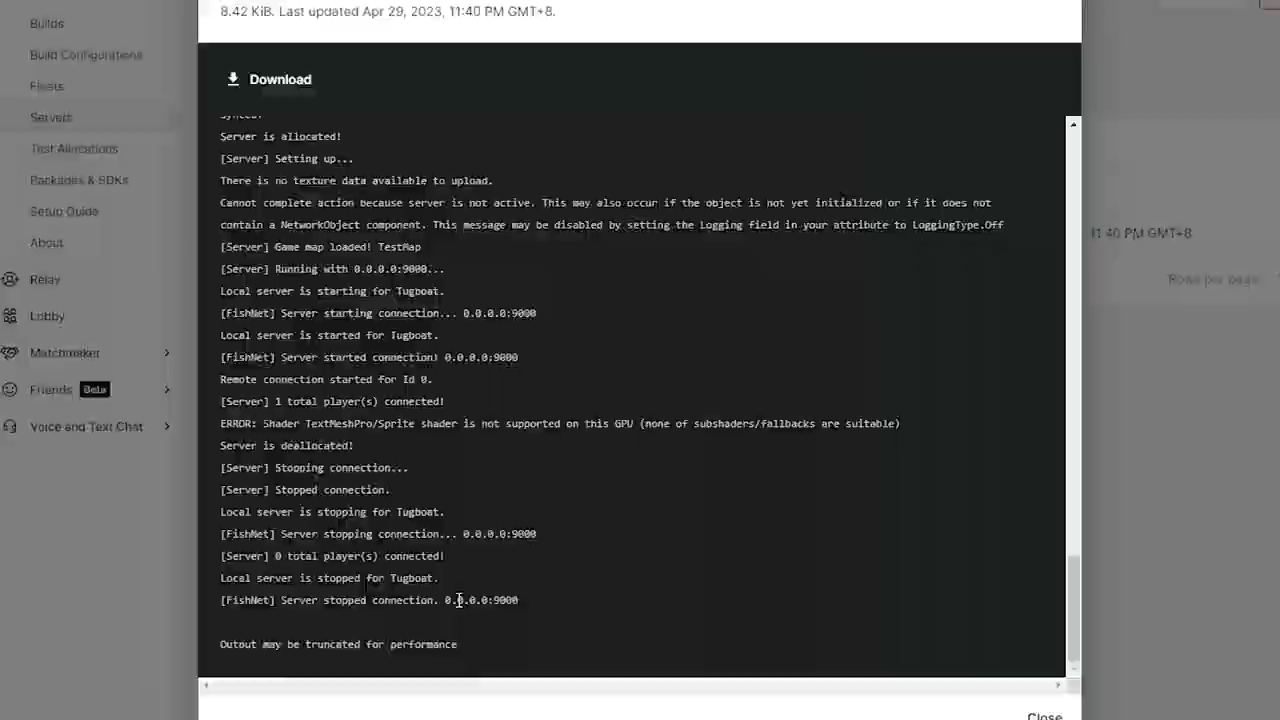 8.42 KiB. Last updated Apr 29, 2023, 11:40 PM GMT+8.
Builds
Build Configurations
Fleets
Servers
Test Allocations
Packages & SDKs
Setup Guide
About
Relay
Lobby
Matchmaker
Friends Beta
Voice and Text Chat
Download
Synced!
Server is allocated!
[Server] Setting up...
There is no texture data available to upload.
Cannot complete action because server is not active. This may also occur if the object is not yet initialized or if it does not
contain a NetworkObject component. This message may be disabled by setting the Logging field in your attribute to LoggingType.Off
[Server] Game map loaded! TestMap
[Server] Running with 0.0.0.0:9000...
Local server is starting for Tugboat.
[FishNet] Server starting connection... 0.0.0.0:9000
Local server is started for Tugboat.
[FishNet] Server started connection! 0.0.0.0:9000
Remote connection started for Id 0.
[Server] 1 total player(s) connected!
ERROR: Shader TextMeshPro/Sprite shader is not supported on this GPU (none of subshaders/fallbacks are suitable)
Server is deallocated!
[Server] Stopping connection...
[Server] Stopped connection.
Local server is stopping for Tugboat.
[FishNet] Server stopping connection... 0.0.0.0:9000
[Server] 0 total player(s) connected!
Local server is stopped for Tugboat.
[FishNet] Server stopped connection. 0.0.0.0:9000
Output may be truncated for performance
Close
11:40 PM GMT+8
Rows per page